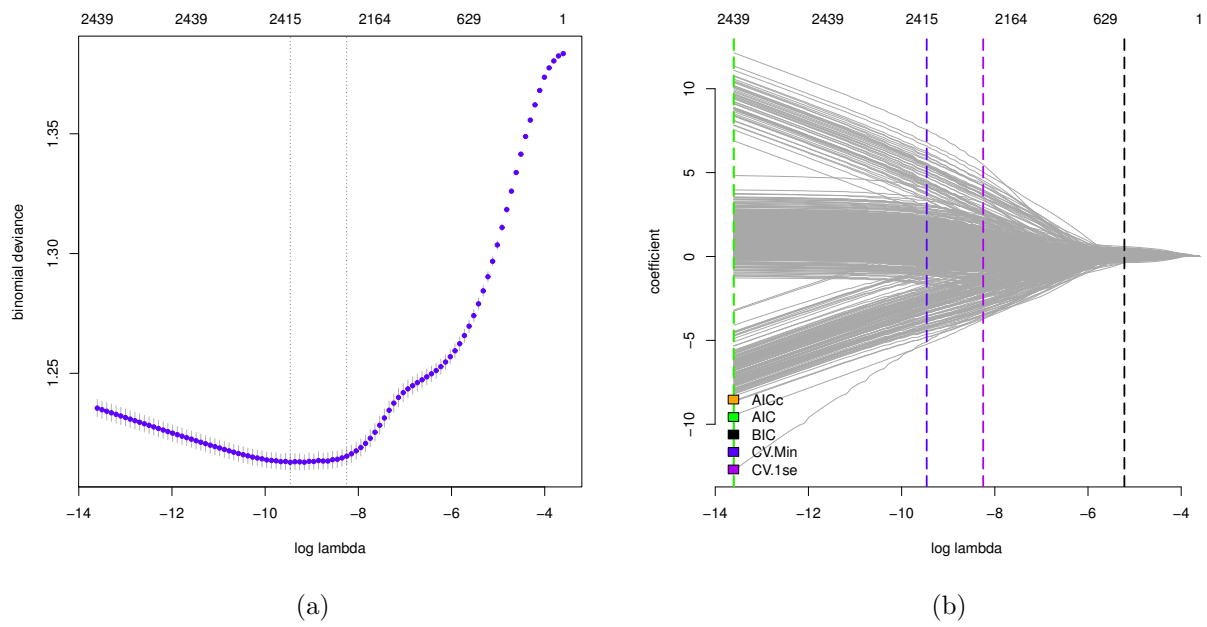 2439 2439 2415 2164 629 1
binomial deviance
1.35
1.30
1.25
−14 −12 −10 −8 −6 −4
log lambda
(a)
2439 2439 2415 2164 629 1
coefficient
10
5
0
−5
−10
AICc
AIC
BIC
CV.Min
CV.1se
−14 −12 −10 −8 −6 −4
log lambda
(b)